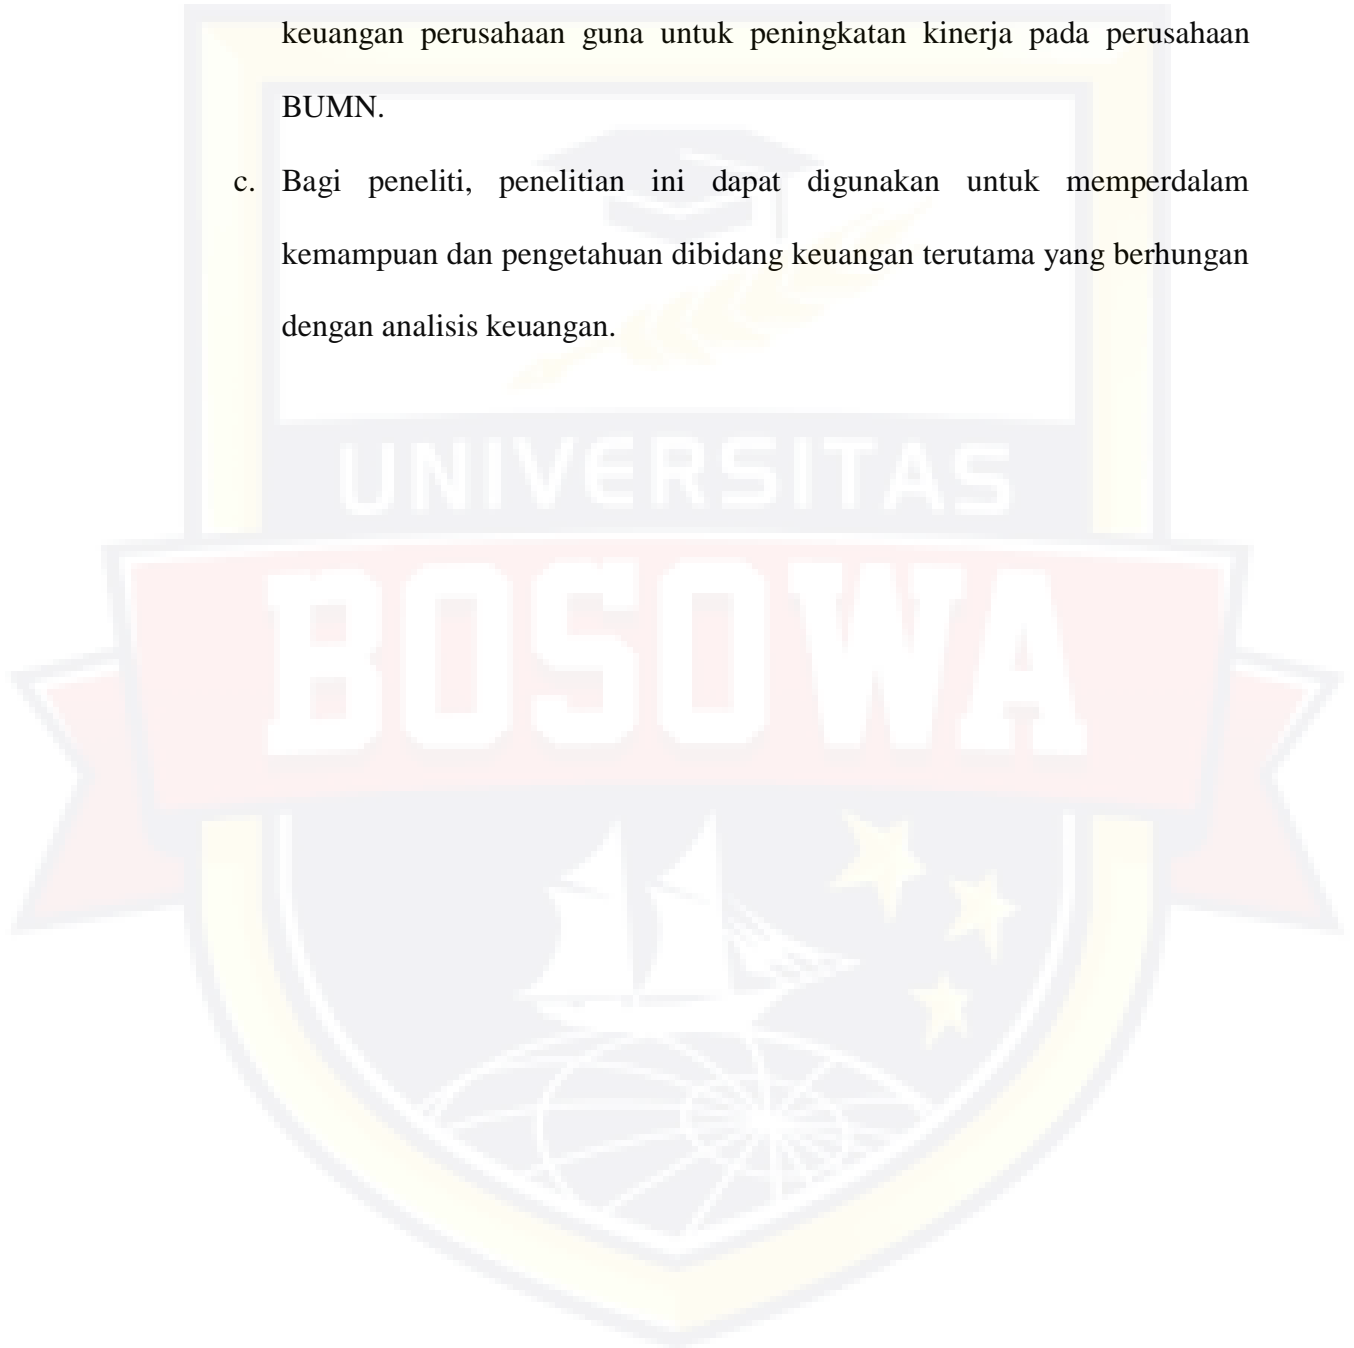 keuangan perusahaan guna untuk peningkatan kinerja pada perusahaan
BUMN.
c. Bagi peneliti, penelitian ini dapat digunakan untuk memperdalam
kemampuan dan pengetahuan dibidang keuangan terutama yang berhungan
dengan analisis keuangan.
UNIVERSITAS
BOSOWA